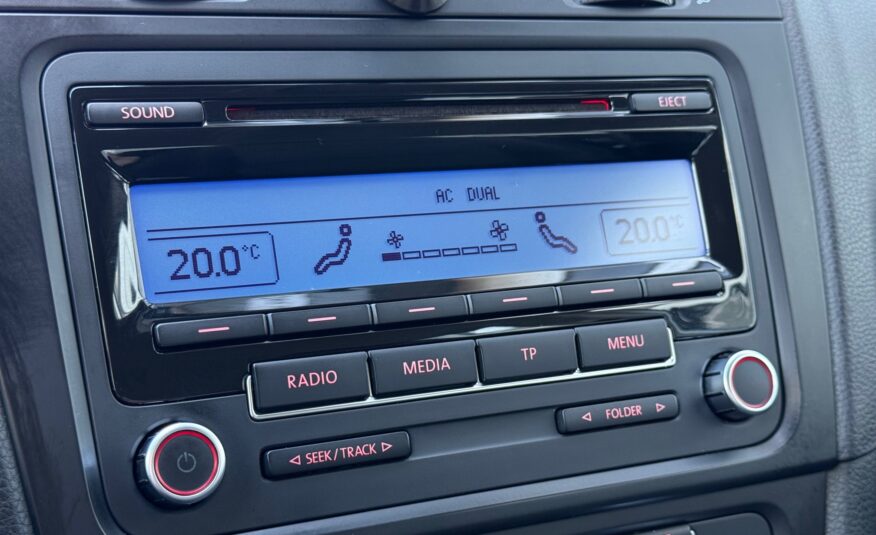 SOUND
EJECT
AC DUAL
20.0°C
20.0°C
RADIO
MEDIA
TP
MENU
FOLDER
SEEK/TRACK